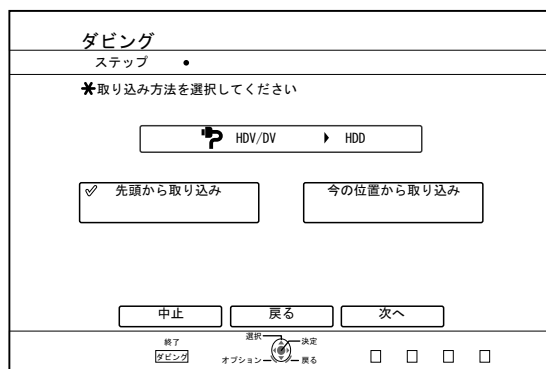 ダビング
ステップ
取り込み方法を選択してください
HDV/DV HDD
先頭から取り込み 今の位置から取り込み
中止 戻る 次へ
終了 選択 決定
ダビング オプション 戻る